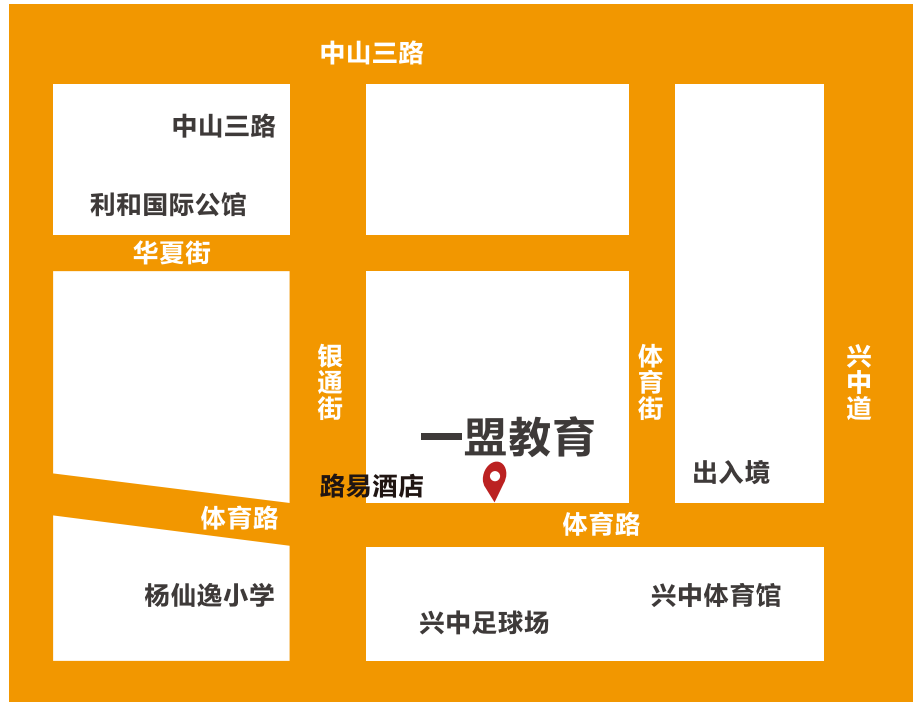 中山三路
中山三路
利和国际公馆
华夏街
银通街
体育街
兴中道
一盟教育
出入境
路易酒店
体育路
体育路
杨仙逸小学
兴中体育馆
兴中足球场